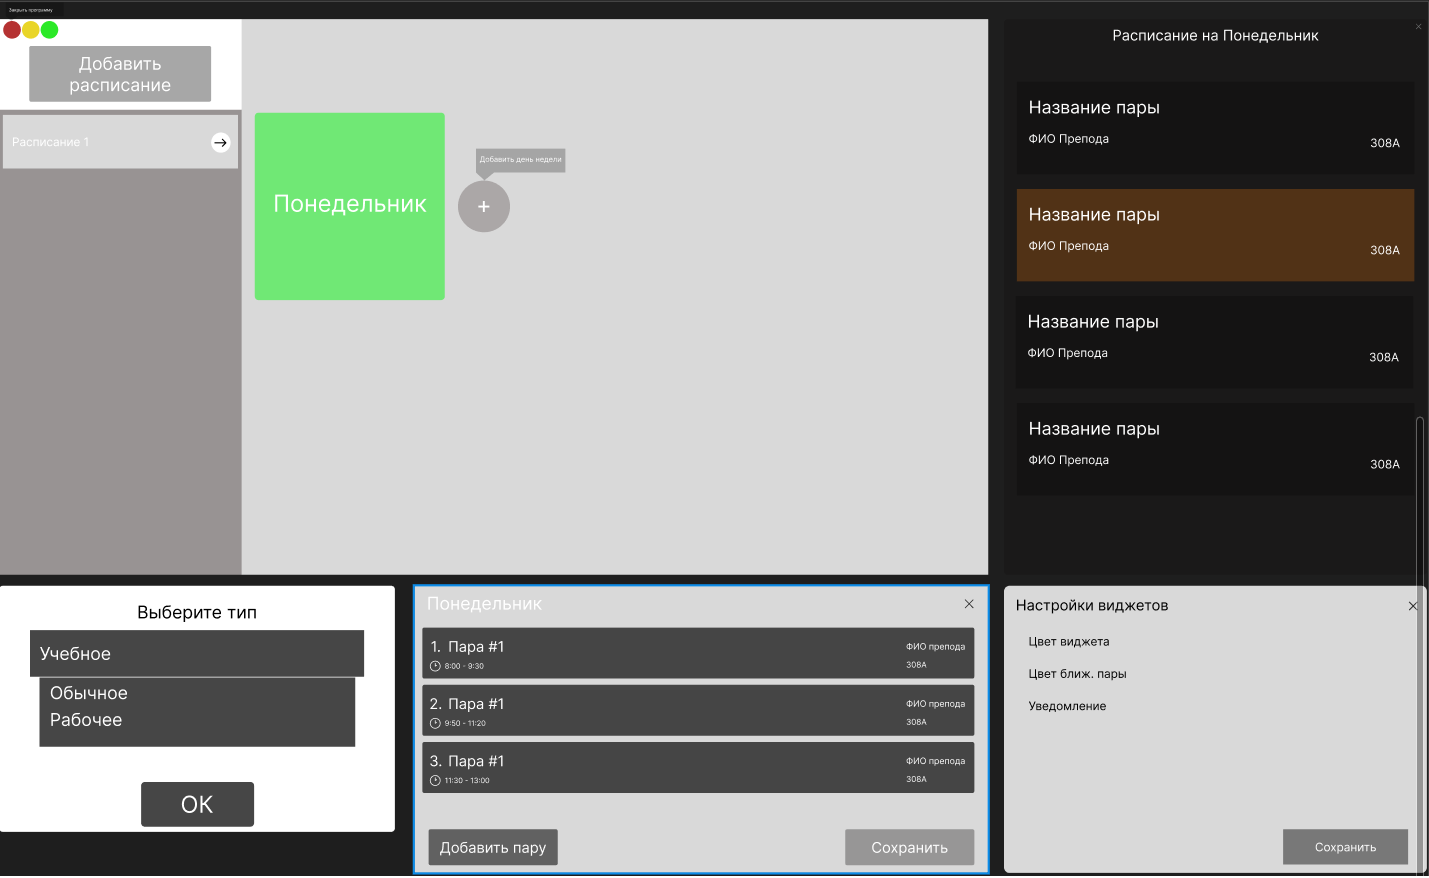 Закрыть программу
Добавить
расписание
Расписание 1
Понедельник
Добавить день недели
+
Расписание на Понедельник
Название пары
ФИО Препода
308А
Название пары
ФИО Препода
308А
Название пары
ФИО Препода
308А
Название пары
ФИО Препода
308А
Выберите тип
Учебное
Обычное
Рабочее
ОК
Понедельник
1. Пара #1
ФИО препода
8:00 - 9:30
308А
2. Пара #1
ФИО препода
9:50 - 11:20
308А
3. Пара #1
ФИО препода
11:30 - 13:00
308А
Добавить пару
Сохранить
Настройки виджетов
Цвет виджета
Цвет ближ. пары
Уведомление
Сохранить